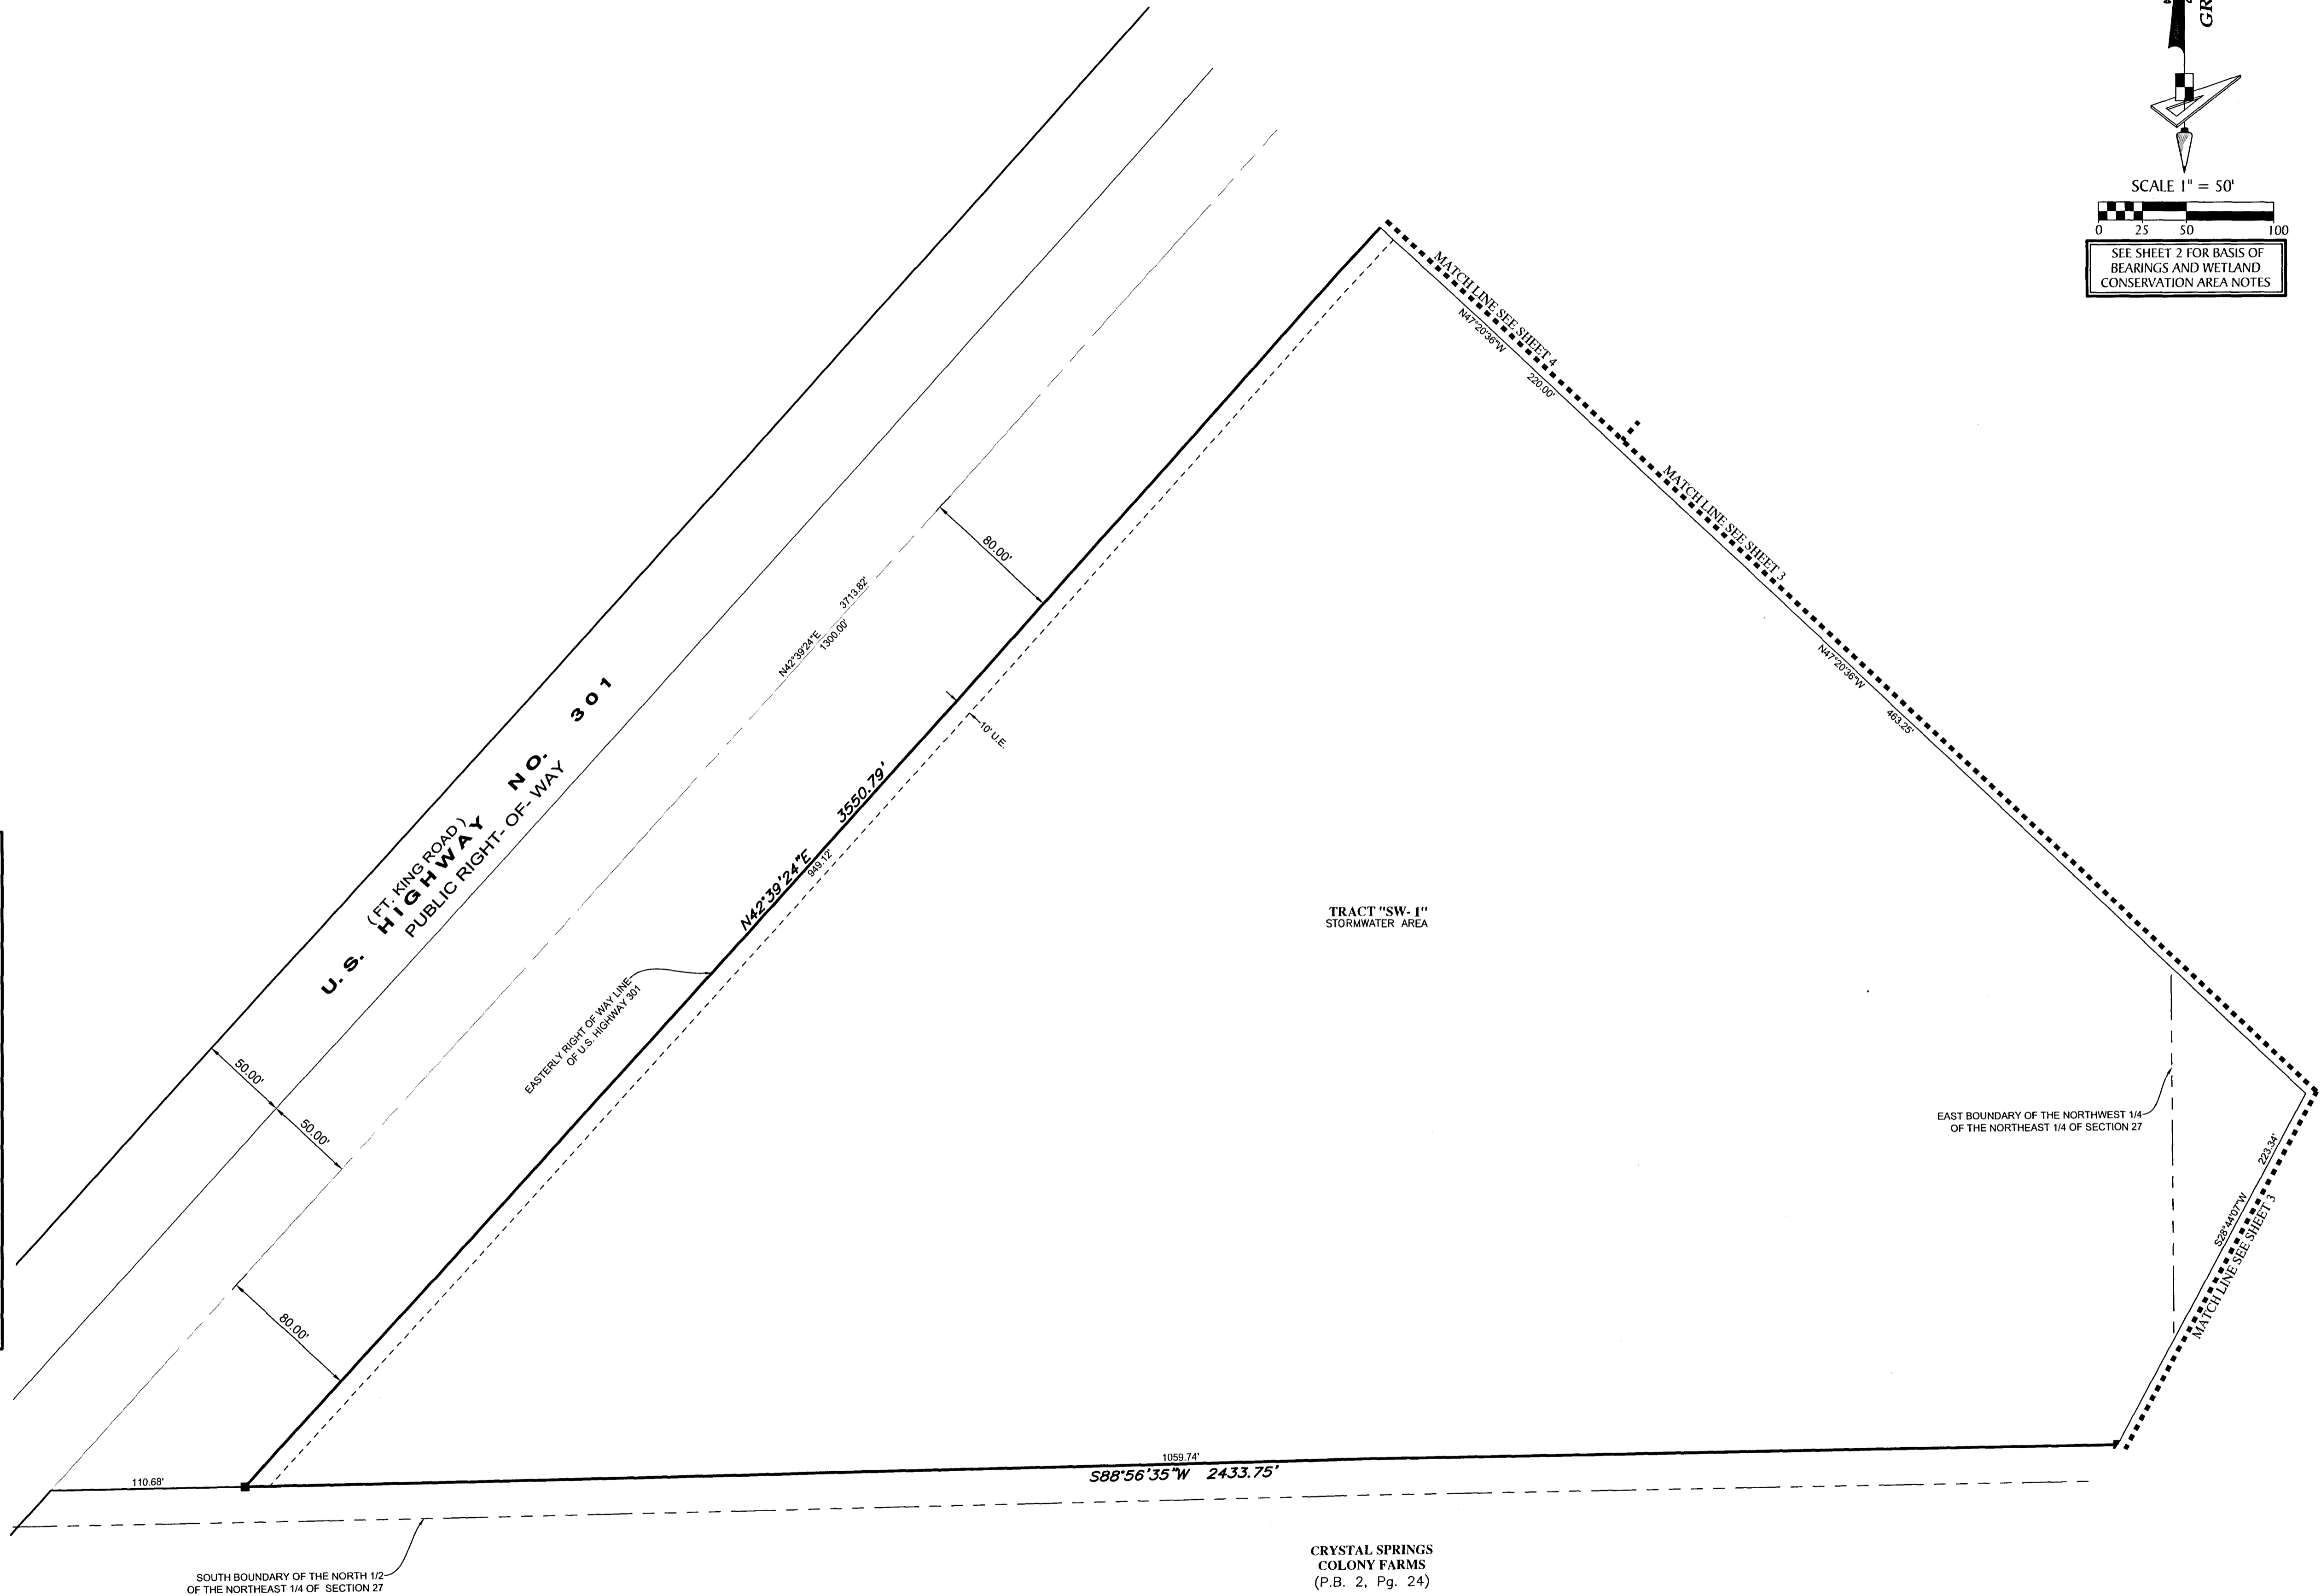 GR
SCALE 1" = 50'
0 25 50 100
SEE SHEET 2 FOR BASIS OF
BEARINGS AND WETLAND
CONSERVATION AREA NOTES
MATCH LINE SEE SHEET 4
N47°20'36"W
220.00'
MATCH LINE SEE SHEET 3
N47°20'36"W
463.25'
80.00'
N42°39'24"E 3713.82'
1300.00'
10' U.E.
U. S. HIGHWAY NO. 301
(FT. KING ROAD)
PUBLIC RIGHT- OF- WAY
N42°39'24"E 3550.79'
949.12'
EASTERLY RIGHT OF WAY LINE
OF U.S. HIGHWAY 301
TRACT "SW- 1"
STORMWATER AREA
50.00'
50.00'
EAST BOUNDARY OF THE NORTHWEST 1/4
OF THE NORTHEAST 1/4 OF SECTION 27
S28°44'07"W
223.34'
MATCH LINE SEE SHEET 3
80.00'
110.68'
1059.74'
S88°56'35"W 2433.75'
SOUTH BOUNDARY OF THE NORTH 1/2
OF THE NORTHEAST 1/4 OF SECTION 27
CRYSTAL SPRINGS
COLONY FARMS
(P.B. 2, Pg. 24)